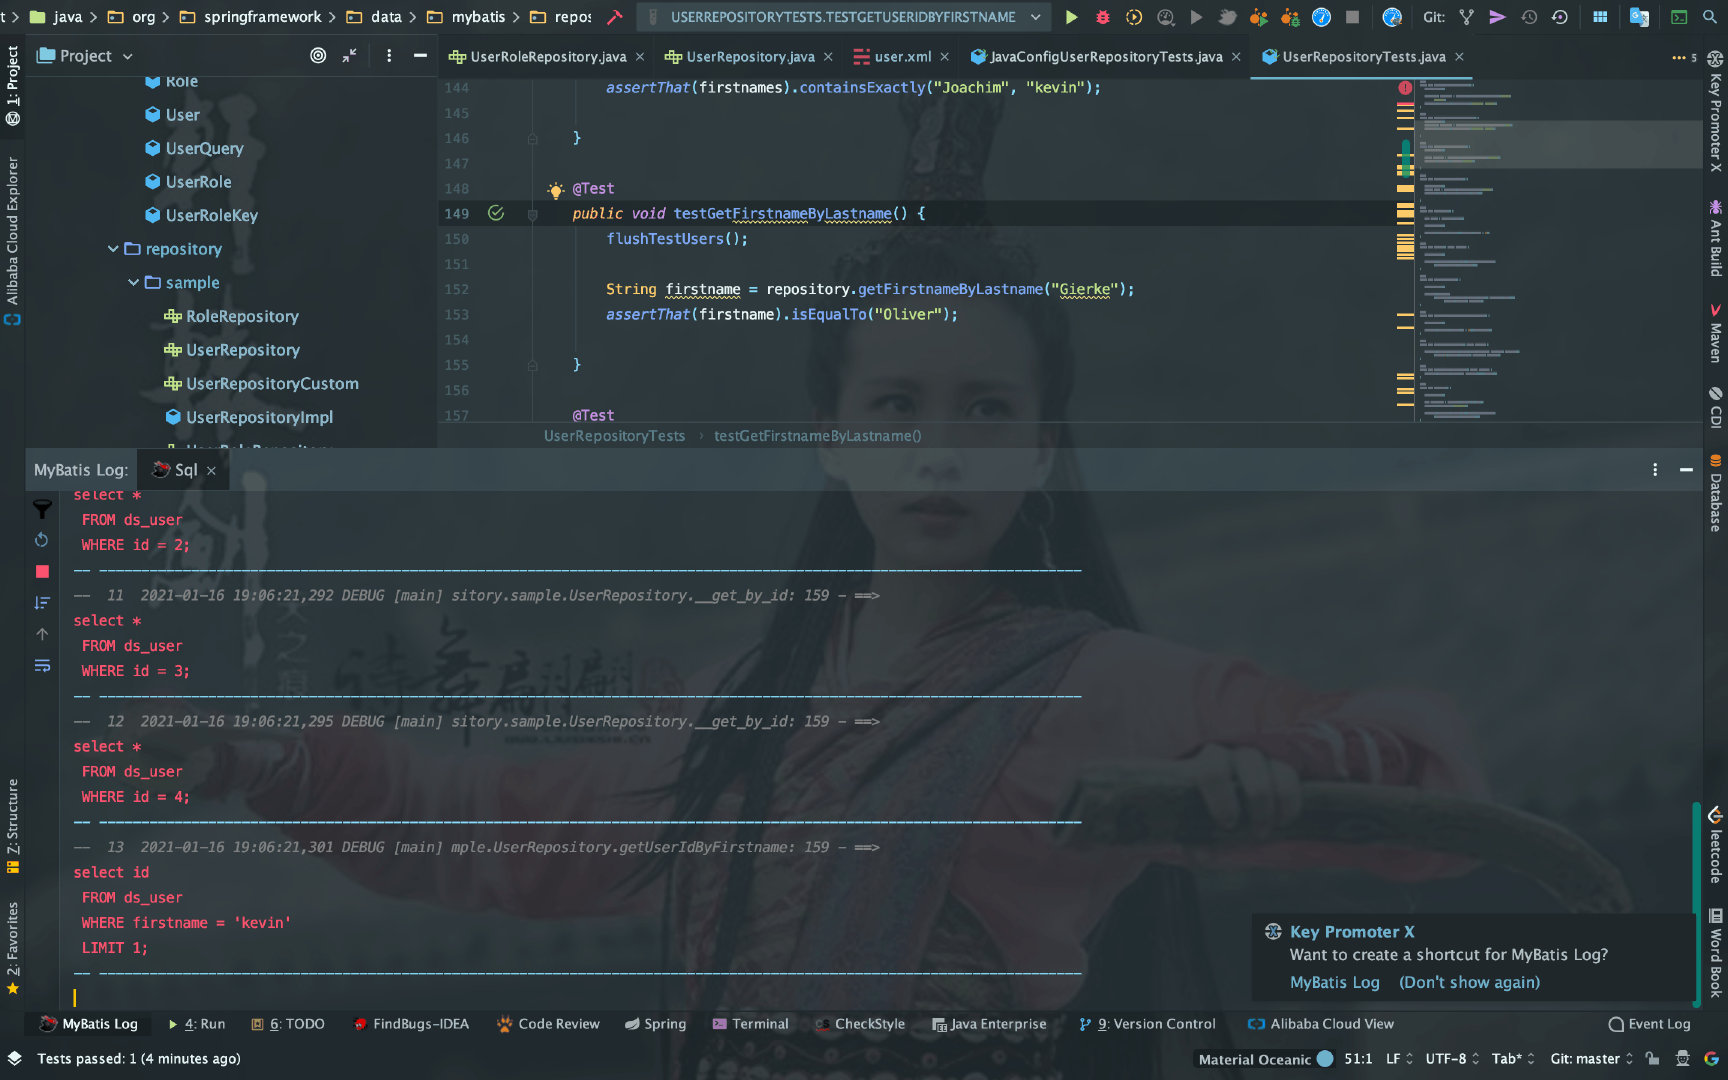 java > org > springframework > data > mybatis > repos
USERREPOSITORYTESTS.TESTGETUSERIDBYFIRSTNAME
Git:
Project
UserRoleRepository.java
UserRepository.java
user.xml
JavaConfigUserRepositoryTests.java
UserRepositoryTests.java
5
Role
User
UserQuery
UserRole
UserRoleKey
repository
sample
RoleRepository
UserRepository
UserRepositoryCustom
UserRepositoryImpl
144 assertThat(firstnames).containsExactly("Joachim", "kevin");
145
146 }
147
148 @Test
149 public void testGetFirstnameByLastname() {
150 flushTestUsers();
151
152 String firstname = repository.getFirstnameByLastname("Gierke");
153 assertThat(firstname).isEqualTo("Oliver");
154
155 }
156
157 @Test
UserRepositoryTests > testGetFirstnameByLastname()
MyBatis Log:
Sql
select *
FROM ds_user
WHERE id = 2;
-- 11 2021-01-16 19:06:21,292 DEBUG [main] sitory.sample.UserRepository.__get_by_id: 159 - ==>
select *
FROM ds_user
WHERE id = 3;
-- 12 2021-01-16 19:06:21,295 DEBUG [main] sitory.sample.UserRepository.__get_by_id: 159 - ==>
select *
FROM ds_user
WHERE id = 4;
-- 13 2021-01-16 19:06:21,301 DEBUG [main] mple.UserRepository.getUserIdByFirstname: 159 - ==>
select id
FROM ds_user
WHERE firstname = 'kevin'
LIMIT 1;
Key Promoter X
Want to create a shortcut for MyBatis Log?
MyBatis Log (Don't show again)
1: Project
Alibaba Cloud Explorer
7: Structure
2: Favorites
Key Promoter X
Ant Build
Maven
CDI
Database
leetcode
Word Book
MyBatis Log
4: Run
6: TODO
FindBugs-IDEA
Code Review
Spring
Terminal
CheckStyle
Java Enterprise
9: Version Control
Alibaba Cloud View
Event Log
Tests passed: 1 (4 minutes ago)
Material Oceanic
51:1
LF
UTF-8
Tab*
Git: master